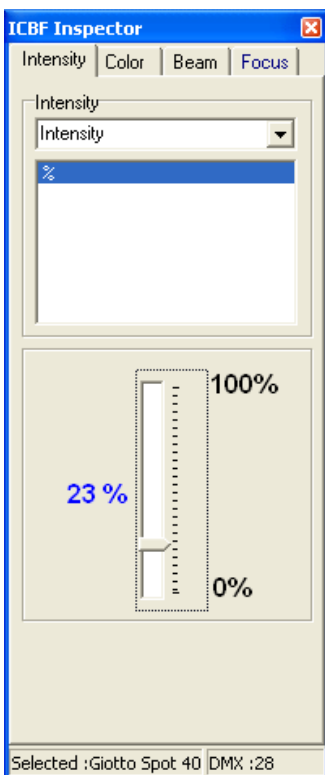 ICBF Inspector
Intensity Color Beam Focus
Intensity
Intensity
%
100%
23 %
0%
Selected :Giotto Spot 40 DMX :28